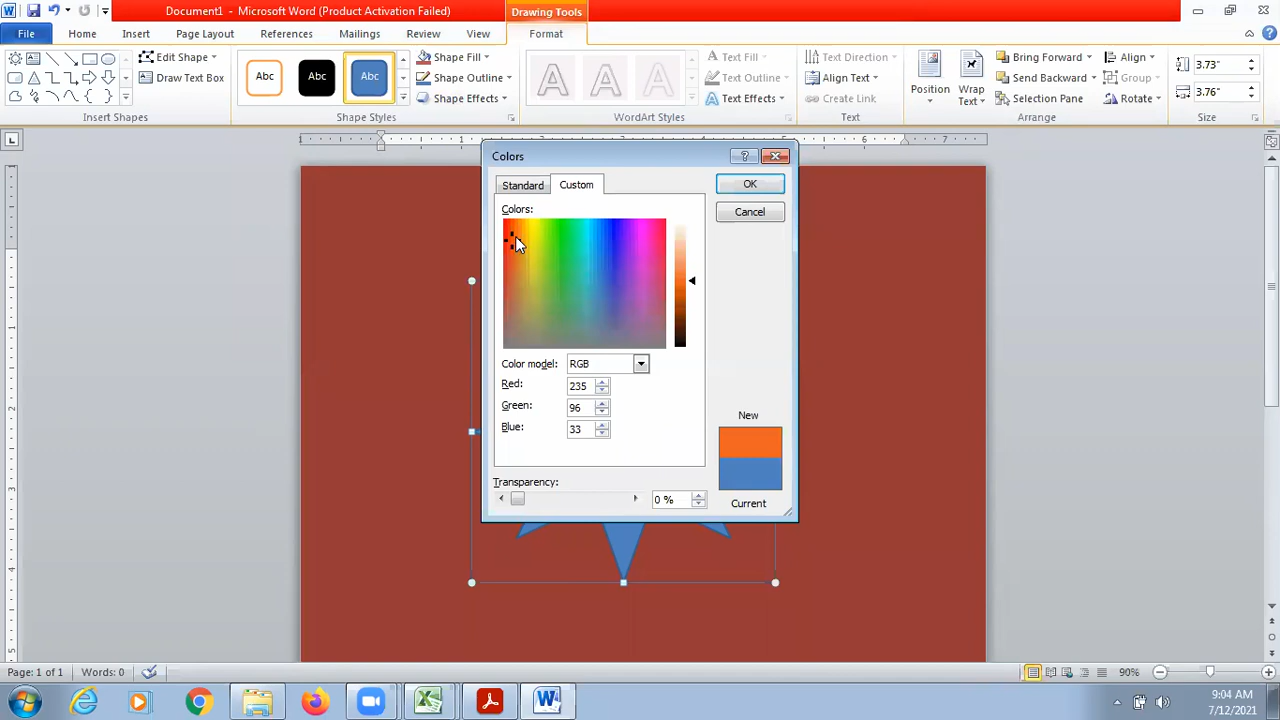 Document1 - Microsoft Word (Product Activation Failed)
Drawing Tools
File
Home
Insert
Page Layout
References
Mailings
Review
View
Format
Edit Shape
Draw Text Box
Insert Shapes
Abc
Abc
Abc
Shape Fill
Shape Outline
Shape Effects
Shape Styles
A
A
A
Text Fill
Text Outline
Text Effects
WordArt Styles
Text Direction
Align Text
Create Link
Text
Position
Wrap
Text
Bring Forward
Send Backward
Selection Pane
Align
Group
Rotate
Arrange
3.73"
3.76"
Size
Colors
Standard
Custom
OK
Cancel
Colors:
Color model:
RGB
Red:
235
Green:
96
Blue:
33
Transparency:
0 %
New
Current
Page: 1 of 1
Words: 0
90%
9:04 AM
7/12/2021